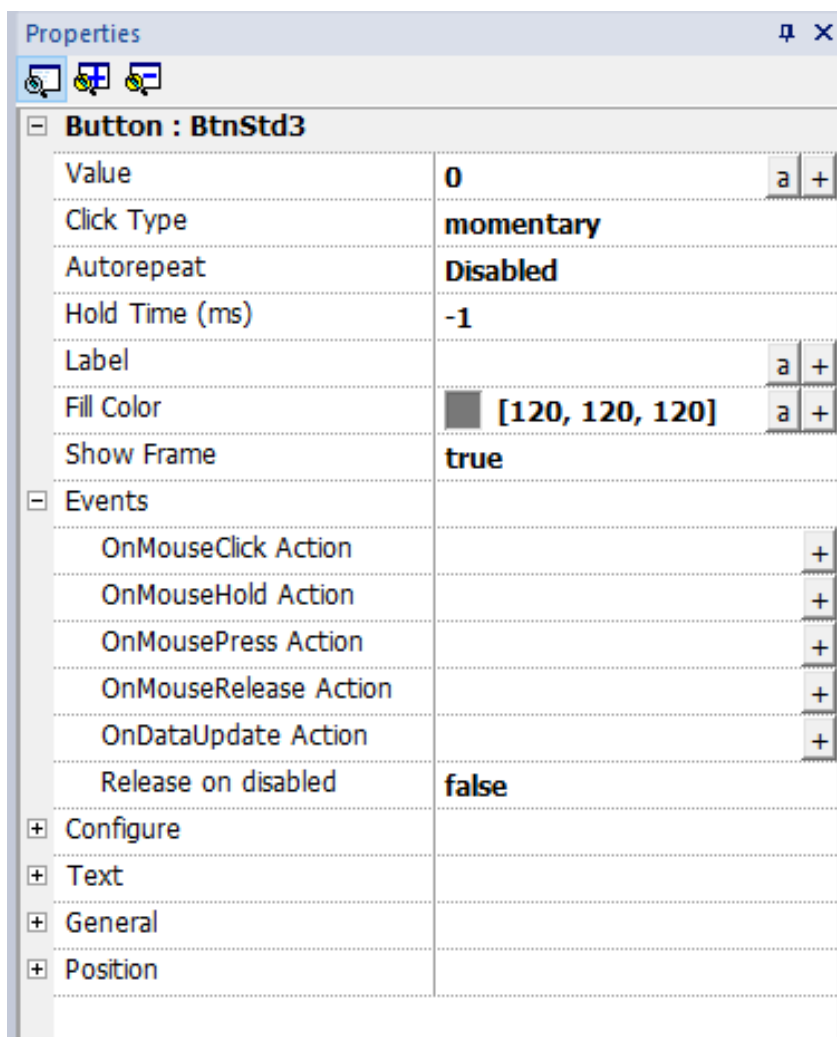 Properties
Button : BtnStd3
Value 0 a +
Click Type momentary
Autorepeat Disabled
Hold Time (ms) -1
Label a +
Fill Color [120, 120, 120] a +
Show Frame true
Events
OnMouseClick Action +
OnMouseHold Action +
OnMousePress Action +
OnMouseRelease Action +
OnDataUpdate Action +
Release on disabled false
Configure
Text
General
Position